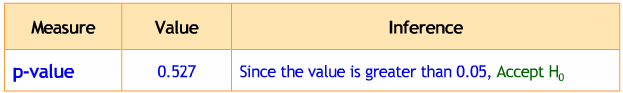 Measure Value Inference
p-value 0.527 Since the value is greater than 0.05, Accept H₀